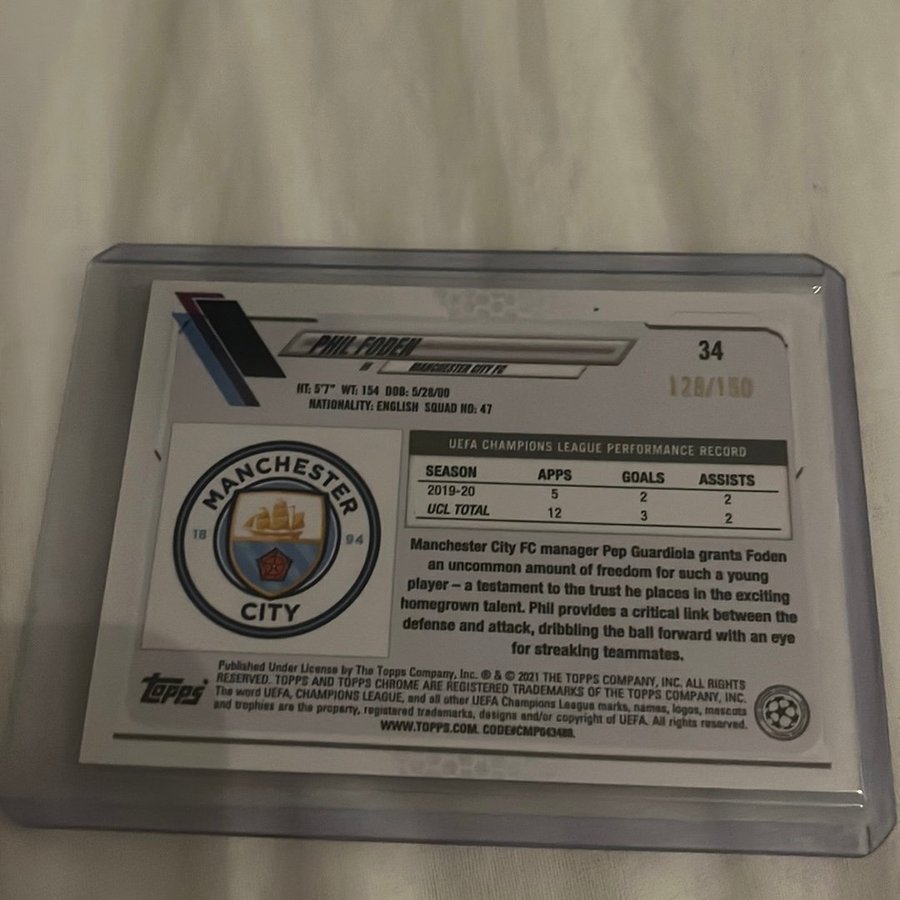 PHIL FODEN
34
MANCHESTER CITY FC
128/150
HT: 5'7" WT: 154 DOB: 5/28/00
NATIONALITY: ENGLISH SQUAD NO: 47
MANCHESTER
18 94
CITY
UEFA CHAMPIONS LEAGUE PERFORMANCE RECORD
SEASON APPS GOALS ASSISTS
2019-20 5 2 2
UCL TOTAL 12 3 2
Manchester City FC manager Pep Guardiola grants Foden
an uncommon amount of freedom for such a young
player – a testament to the trust he places in the exciting
homegrown talent. Phil provides a critical link between the
defense and attack, dribbling the ball forward with an eye
for streaking teammates.
Topps
Published Under License by The Topps Company, Inc. ® & © 2021 THE TOPPS COMPANY, INC. ALL RIGHTS
RESERVED. TOPPS AND TOPPS CHROME ARE REGISTERED TRADEMARKS OF THE TOPPS COMPANY, INC.
The word UEFA, CHAMPIONS LEAGUE, and all other UEFA Champions League marks, names, logos, mascots
and trophies are the property, registered trademarks, designs and/or copyright of UEFA. All rights reserved.
WWW.TOPPS.COM. CODE#CMP043488.